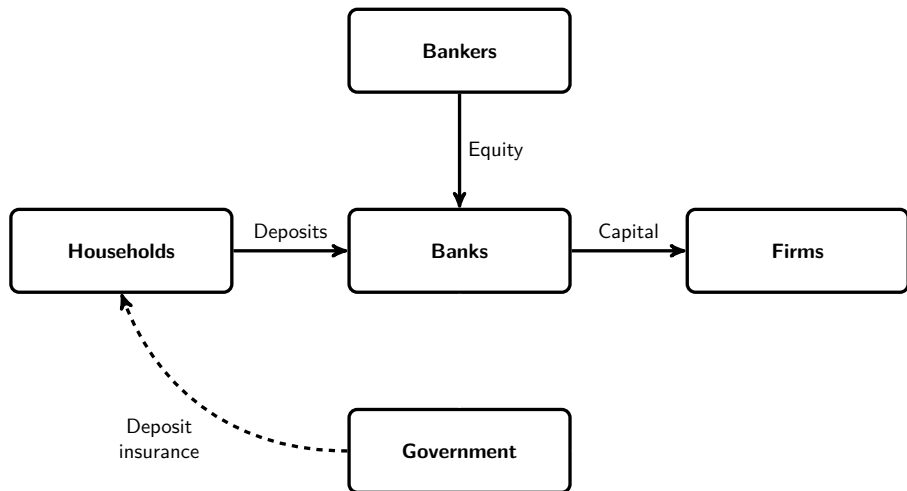 Bankers
Equity
Households
Deposits
Banks
Capital
Firms
Deposit
insurance
Government